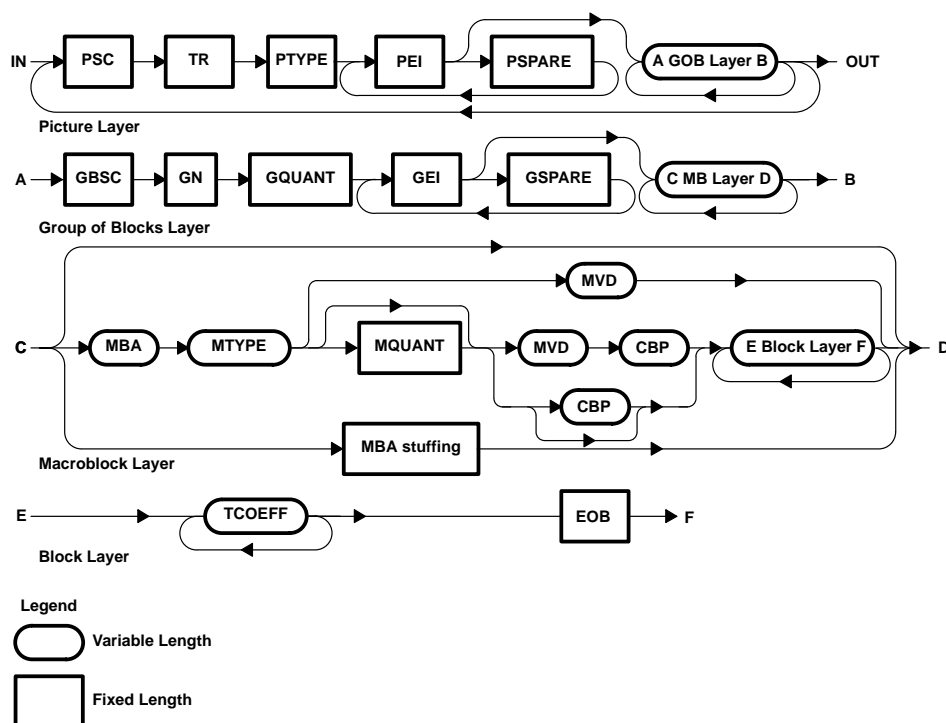 IN PSC TR PTYPE PEI PSPARE A GOB Layer B OUT
Picture Layer
A GBSC GN GQUANT GEI GSPARE C MB Layer D B
Group of Blocks Layer
MVD
C MBA MTYPE MQUANT MVD CBP E Block Layer F D
CBP
MBA stuffing
Macroblock Layer
E TCOEFF EOB F
Block Layer
Legend
Variable Length
Fixed Length